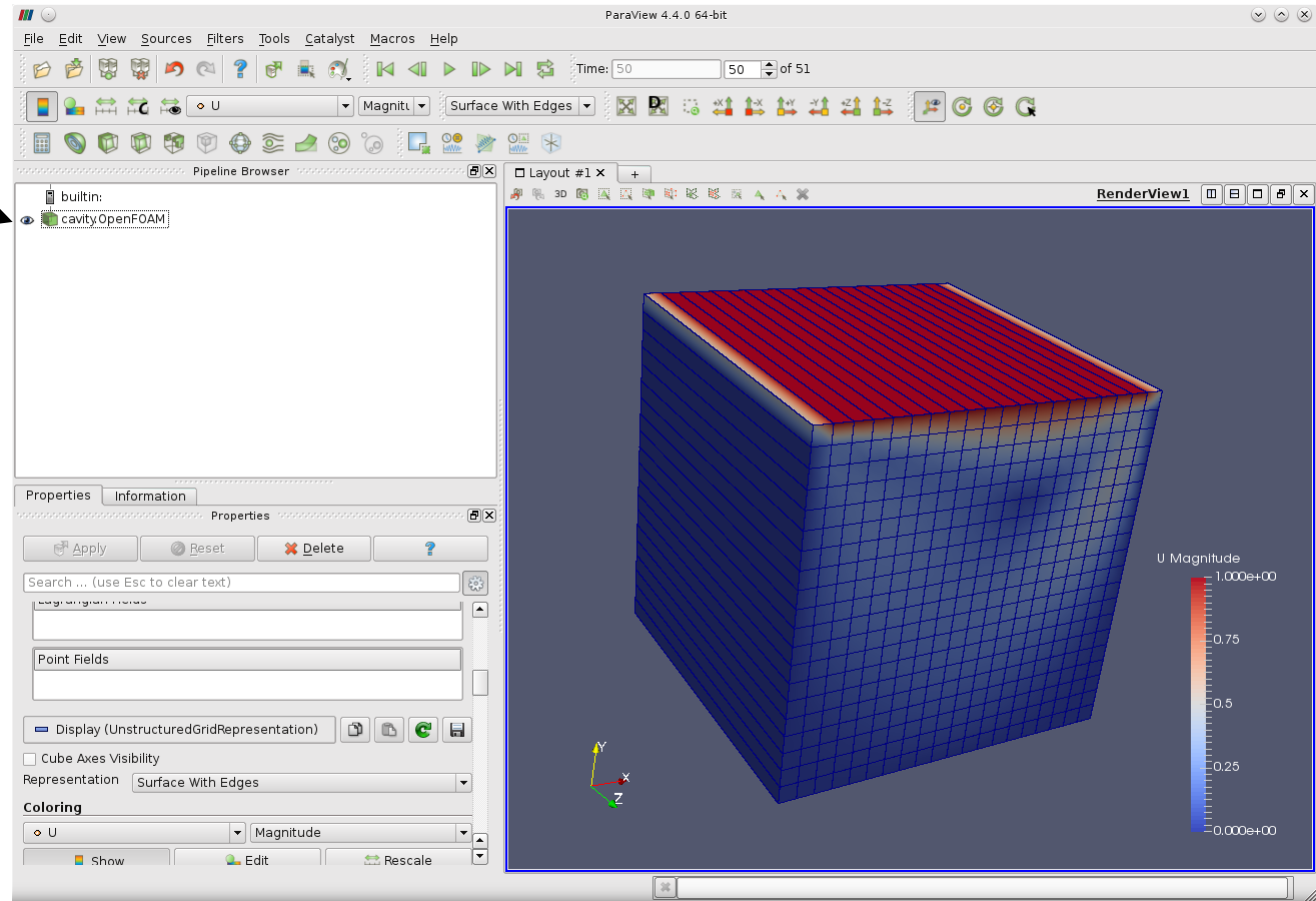 ParaView 4.4.0 64-bit
File Edit View Sources Filters Tools Catalyst Macros Help
Time: 50 50 of 51
U Magnitu Surface With Edges
Pipeline Browser
builtin:
cavity.OpenFOAM
Layout #1 +
3D RenderView1
Properties Information
Properties
Apply Reset Delete ?
Search ... (use Esc to clear text)
Lagrangian Fields
Point Fields
Display (UnstructuredGridRepresentation)
Cube Axes Visibility
Representation Surface With Edges
Coloring
U Magnitude
Show Edit Rescale
Y
X
Z
U Magnitude
1.000e+00
0.75
0.5
0.25
0.000e+00